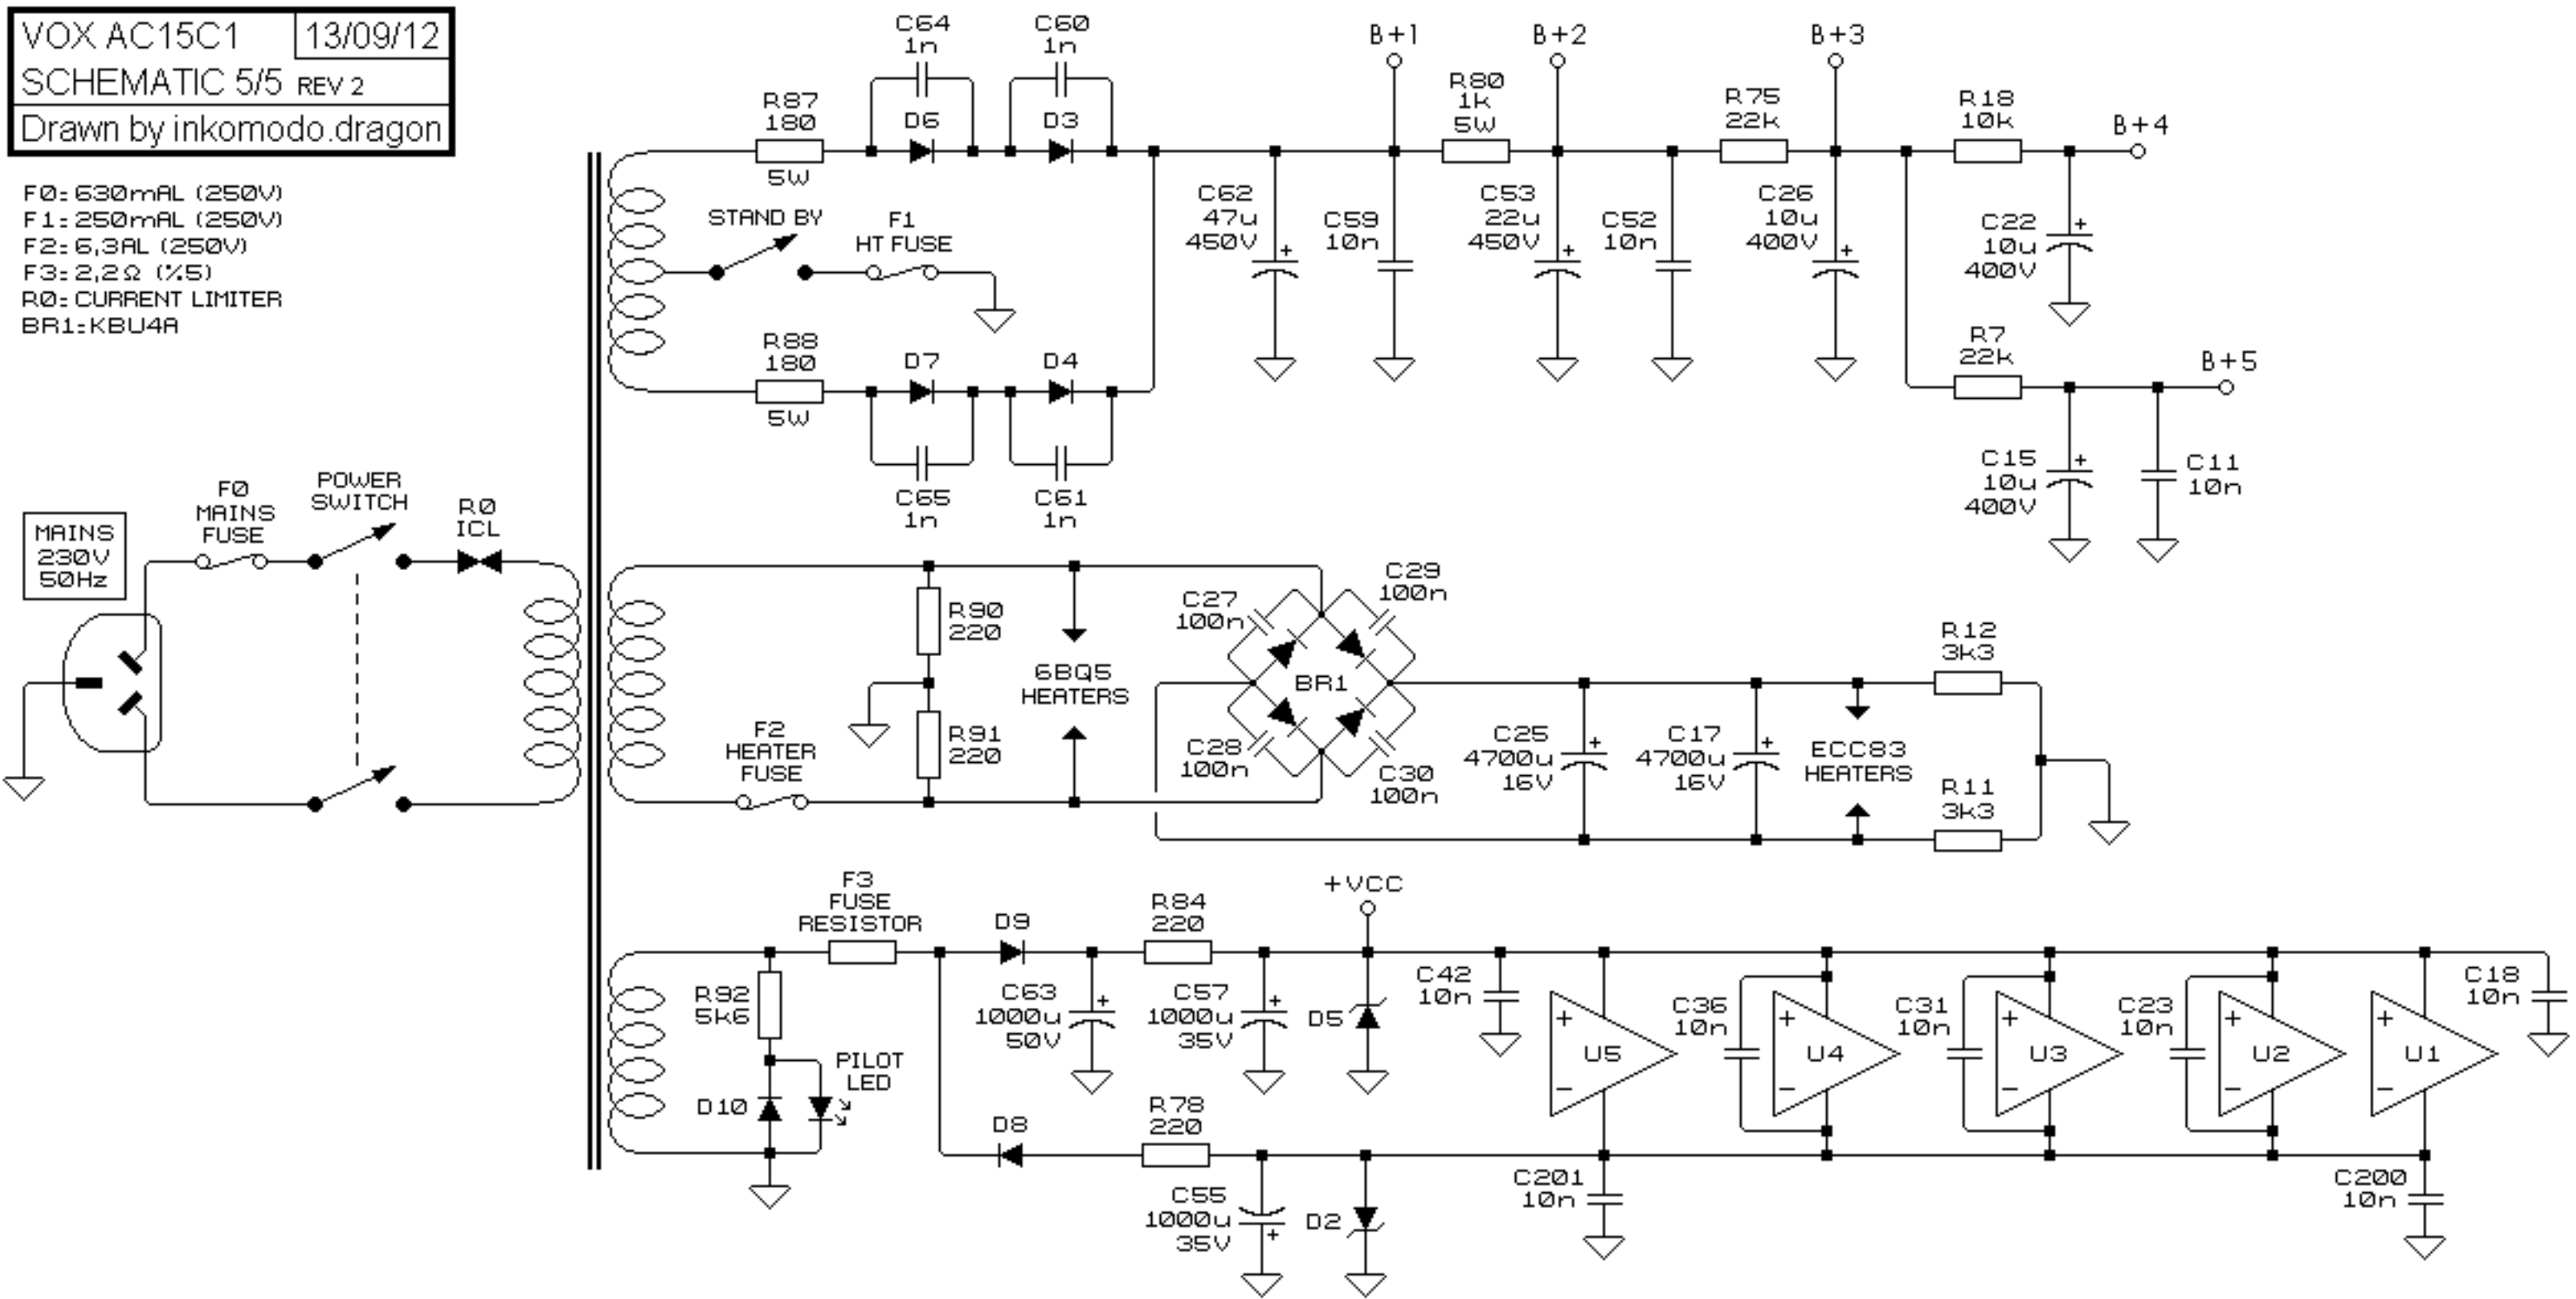 VOX AC15C1
13/09/12
SCHEMATIC 5/5 REV 2
Drawn by inkomodo.dragon
F0: 630mAL (250V)
F1: 250mAL (250V)
F2: 6,3AL (250V)
F3: 2,2Ω (%5)
R0: CURRENT LIMITER
BR1: KBU4A
C64
1n
C60
1n
R87
180
5W
D6
D3
STAND BY
F1
HT FUSE
R88
180
5W
D7
D4
C65
1n
C61
1n
B+1
B+2
B+3
B+4
B+5
R80
1k
5W
R75
22k
R18
10k
C62
47u
450V
C59
10n
C53
22u
450V
C52
10n
C26
10u
400V
C22
10u
400V
R7
22k
C15
10u
400V
C11
10n
MAINS
230V
50Hz
F0
MAINS
FUSE
POWER
SWITCH
R0
ICL
R90
220
R91
220
F2
HEATER
FUSE
6BQ5
HEATERS
C27
100n
C29
100n
BR1
C28
100n
C30
100n
C25
4700u
16V
C17
4700u
16V
ECC83
HEATERS
R12
3k3
R11
3k3
F3
FUSE
RESISTOR
R92
5k6
D10
PILOT
LED
D9
D8
C63
1000u
50V
R84
220
C57
1000u
35V
R78
220
C55
1000u
35V
+VCC
D5
D2
C42
10n
+
-
U5
C201
10n
C36
10n
+
-
U4
C31
10n
+
-
U3
C23
10n
+
-
U2
+
-
U1
C18
10n
C200
10n